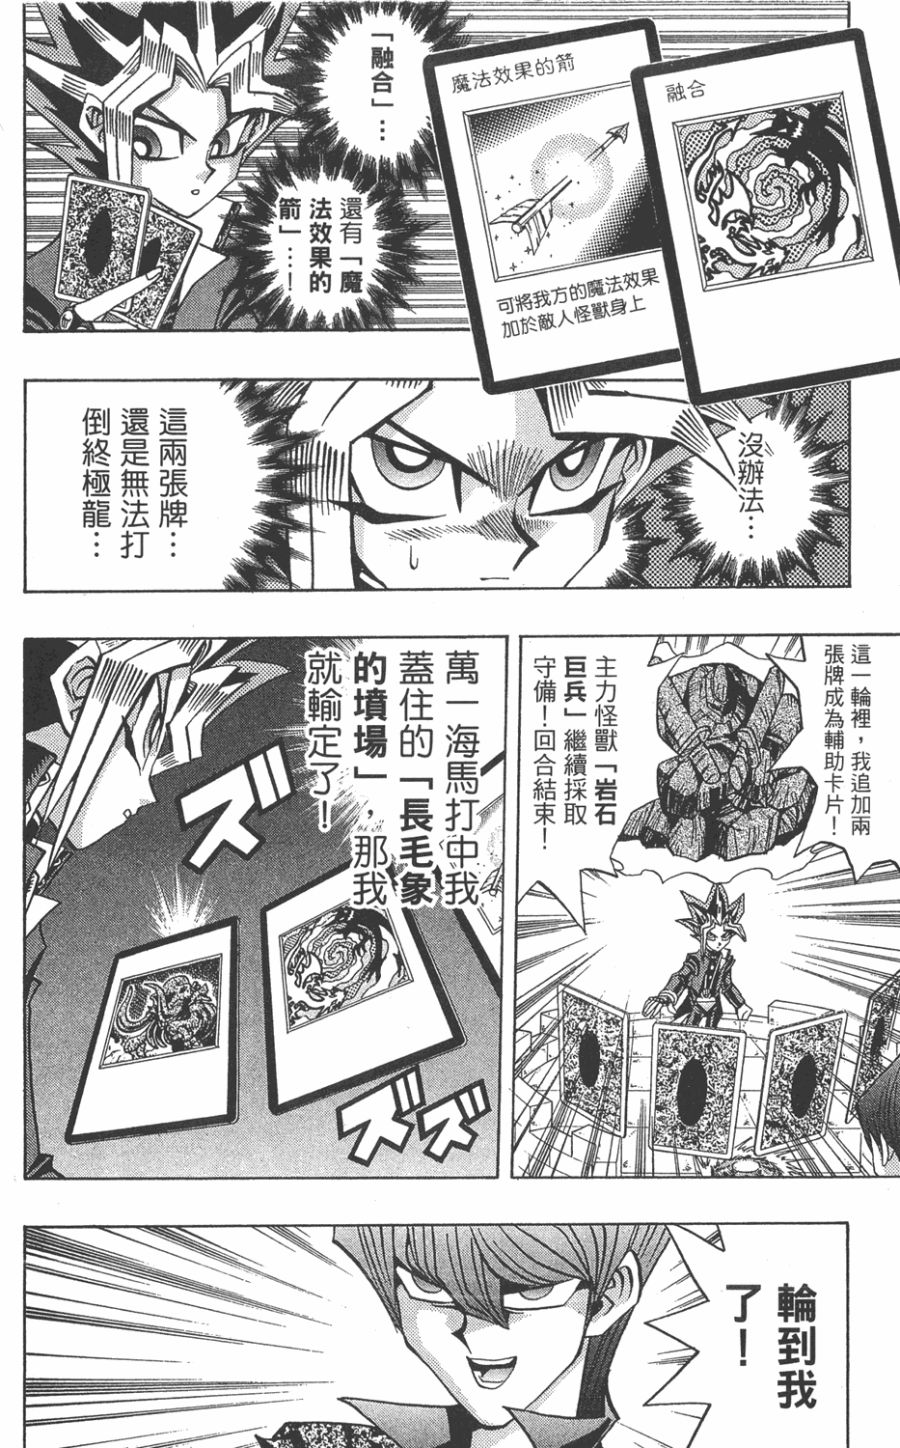 融合
魔法效果的箭
可將我方的魔法效果
加於敵人怪獸身上
「融合」…
還有「魔
法效果的
箭」…！
沒辦法…
這兩張牌…
還是無法打
倒終極龍…
這一輪裡，我追加兩
張牌成為輔助卡片！
主力怪獸「岩石
巨兵」繼續採取
守備！回合結束！
萬一海馬打中我
蓋住的「長毛象
的墳場」，那我
就輸定了！
ズ
ズズ
輪到我
了！